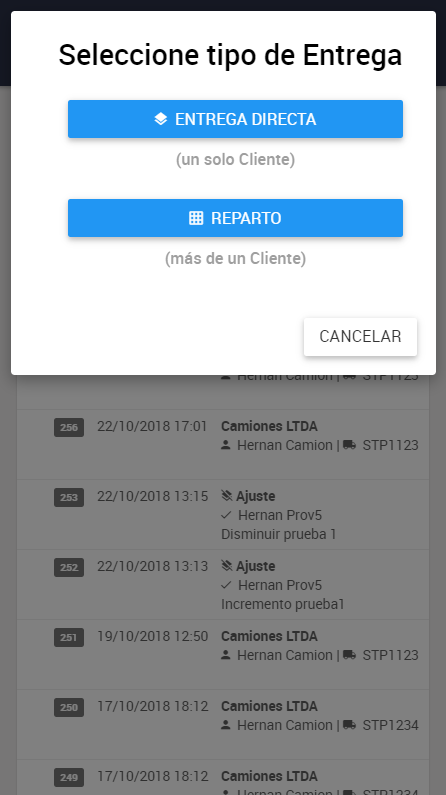 Seleccione tipo de Entrega
ENTREGA DIRECTA
(un solo Cliente)
REPARTO
(más de un Cliente)
CANCELAR
Hernan Camion | STP1123
256 22/10/2018 17:01 Camiones LTDA
Hernan Camion | STP1123
253 22/10/2018 13:15 Ajuste
Hernan Prov5
Disminuir prueba 1
252 22/10/2018 13:13 Ajuste
Hernan Prov5
Incremento prueba1
251 19/10/2018 12:50 Camiones LTDA
Hernan Camion | STP1123
250 17/10/2018 18:12 Camiones LTDA
Hernan Camion | STP1234
249 17/10/2018 18:12 Camiones LTDA
Hernan Camion | STP1234